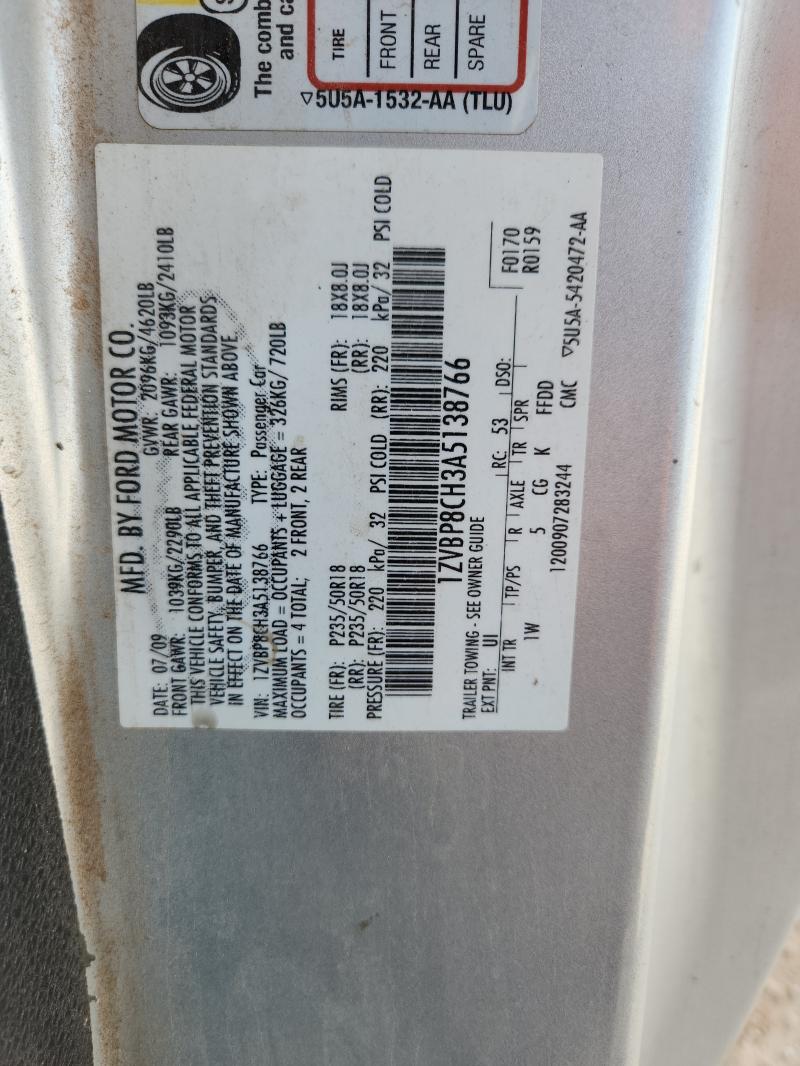 The comb
and ca
TIRE
FRONT
REAR
SPARE
▽5U5A-1532-AA (TLU)
MFD. BY FORD MOTOR CO.
DATE: 07/09 GVWR: 2096KG/4620LB
FRONT GAWR: 1039KG/2290LB REAR GAWR: 1093KG/2410LB
THIS VEHICLE CONFORMS TO ALL APPLICABLE FEDERAL MOTOR
VEHICLE SAFETY, BUMPER, AND THEFT PREVENTION STANDARDS
IN EFFECT ON THE DATE OF MANUFACTURE SHOWN ABOVE
VIN: 1ZVBP8CH3A5138766 TYPE: Passenger Car
MAXIMUM LOAD = OCCUPANTS + LUGGAGE = 326KG/ 720LB
OCCUPANTS = 4 TOTAL; 2 FRONT, 2 REAR
TIRE (FR): P235/50R18 RIMS (FR): 18X8.0J
(RR): P235/50R18 (RR): 18X8.0J
PRESSURE (FR): 220 kPa/ 32 PSI COLD (RR): 220 kPa/ 32 PSI COLD
1ZVBP8CH3A5138766
TRAILER TOWING - SEE OWNER GUIDE
EXT PNT: UI RC: 53 DSO: F0170
R0159
INT TR TP/PS R AXLE TR SPR
1W 5 CG K FFDD
1200907283244 CMC
▽5U5A-5420472-AA